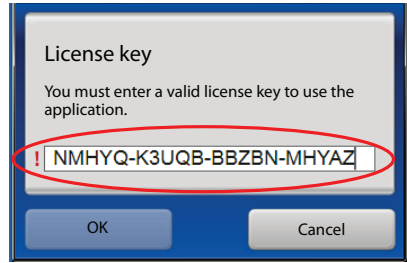 License key
You must enter a valid license key to use the
application.
! NMHYQ-K3UQB-BBZBN-MHYAZ
OK
Cancel